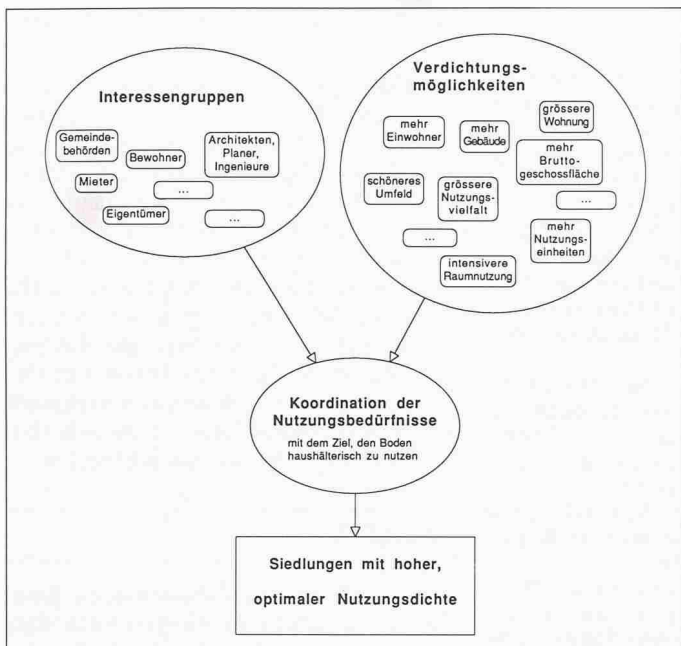 Interessengruppen
Gemeinde-
behörden
Bewohner
Architekten,
Planer,
Ingenieure
Mieter
...
Eigentümer
...
Verdichtungs-
möglichkeiten
mehr
Einwohner
mehr
Gebäude
grössere
Wohnung
mehr
Brutto-
geschossfläche
schöneres
Umfeld
grössere
Nutzungs-
vielfalt
...
...
mehr
Nutzungs-
einheiten
intensivere
Raumnutzung
Koordination der
Nutzungsbedürfnisse
mit dem Ziel, den Boden
haushälterisch zu nutzen
Siedlungen mit hoher,
optimaler Nutzungsdichte